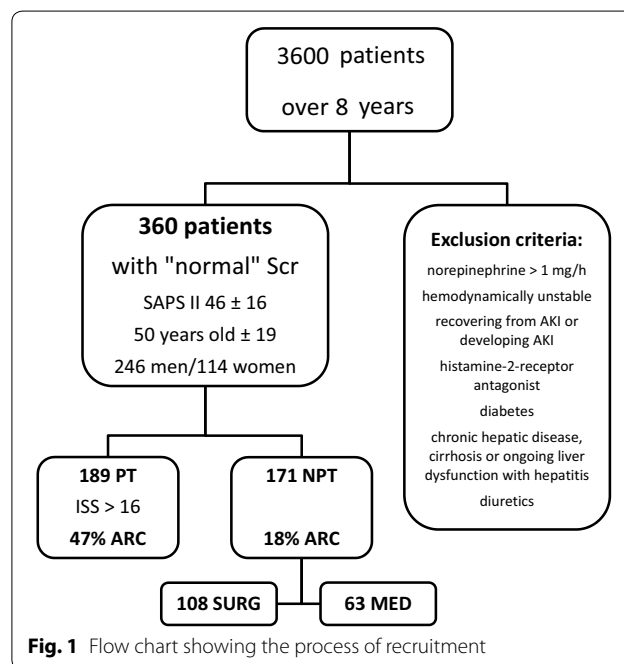 3600 patients
over 8 years
360 patients
with "normal" Scr
SAPS II 46 ± 16
50 years old ± 19
246 men/114 women
Exclusion criteria:
norepinephrine > 1 mg/h
hemodynamically unstable
recovering from AKI or
developing AKI
histamine-2-receptor
antagonist
diabetes
chronic hepatic disease,
cirrhosis or ongoing liver
dysfunction with hepatitis
diuretics
189 PT
ISS > 16
47% ARC
171 NPT
18% ARC
108 SURG
63 MED
Fig. 1 Flow chart showing the process of recruitment